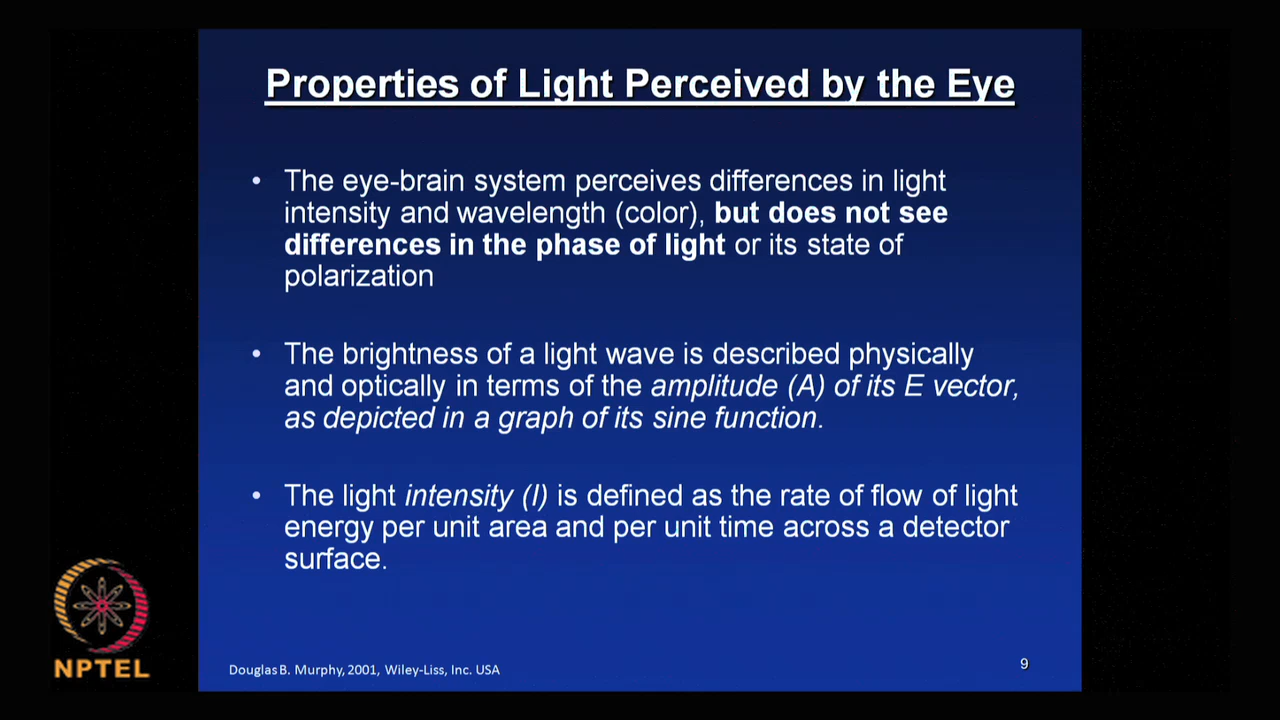 Properties of Light Perceived by the Eye
• The eye-brain system perceives differences in light
intensity and wavelength (color), but does not see
differences in the phase of light or its state of
polarization
• The brightness of a light wave is described physically
and optically in terms of the amplitude (A) of its E vector,
as depicted in a graph of its sine function.
• The light intensity (I) is defined as the rate of flow of light
energy per unit area and per unit time across a detector
surface.
NPTEL
Douglas B. Murphy, 2001, Wiley-Liss, Inc. USA
9